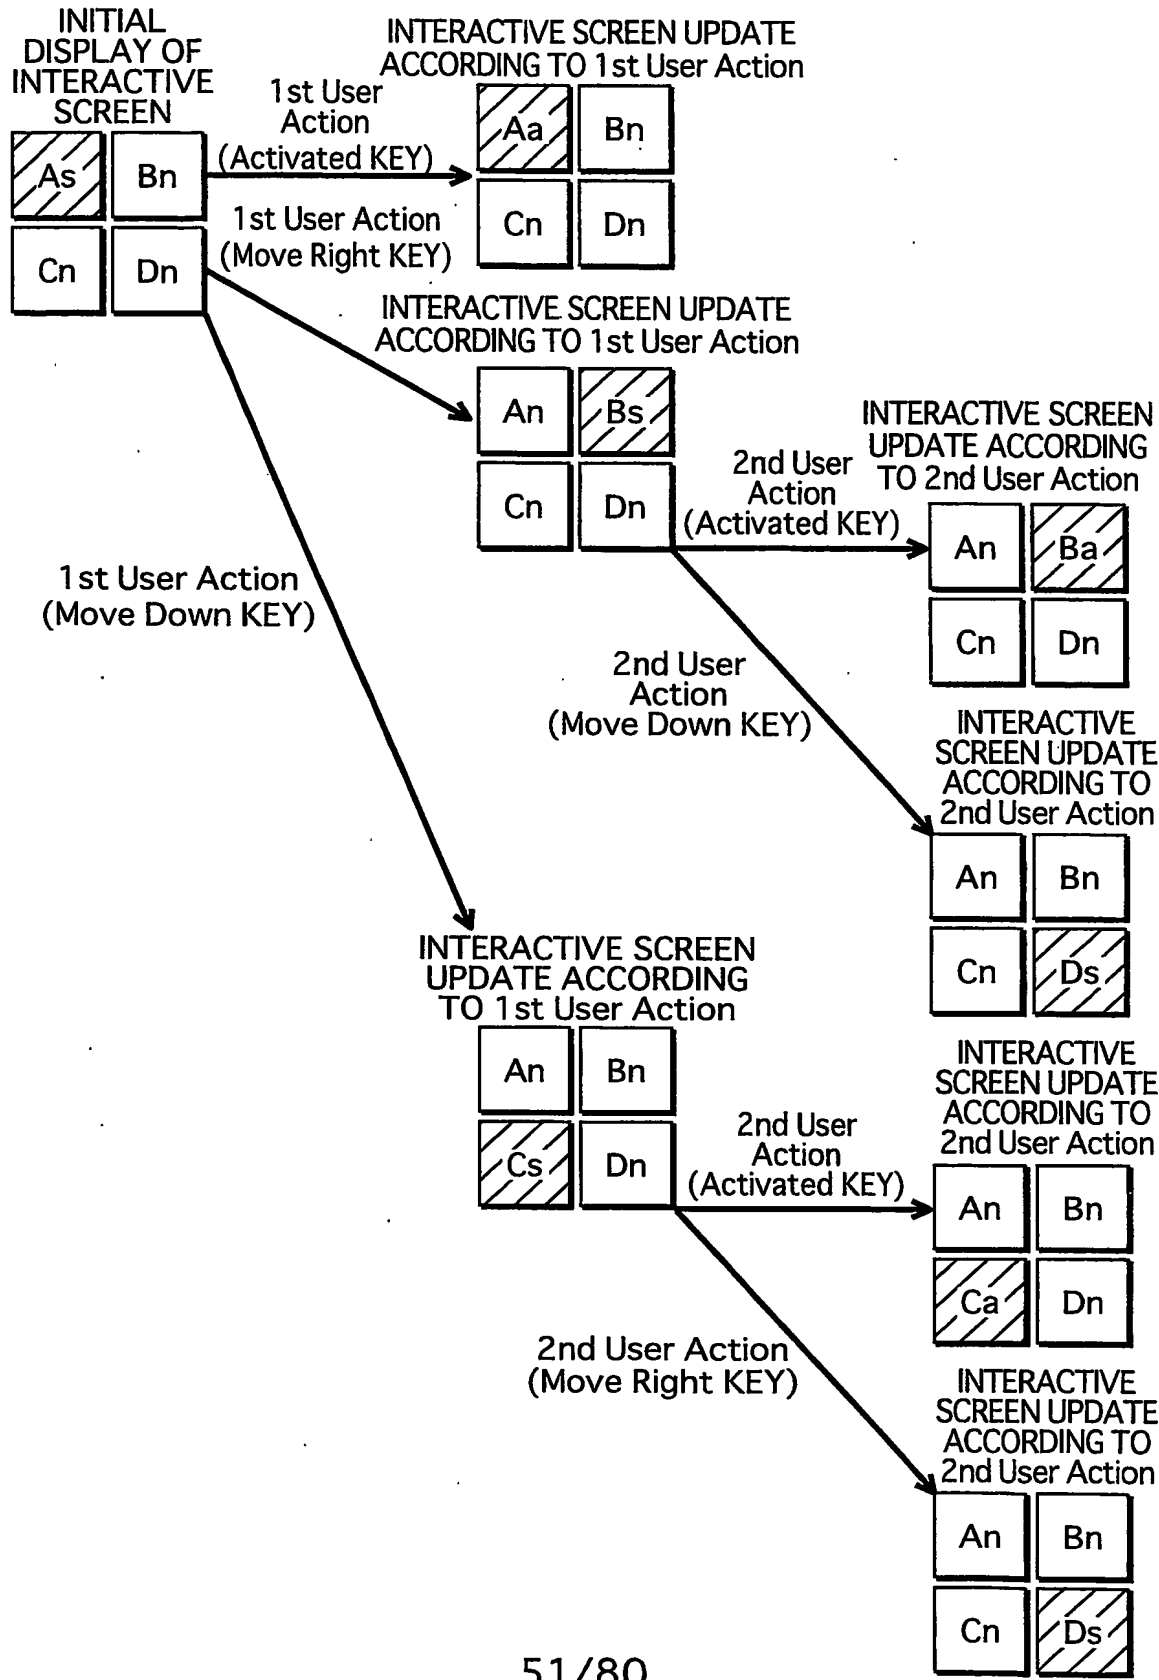 INITIAL
DISPLAY OF
INTERACTIVE
SCREEN
As Bn
Cn Dn
1st User
Action
(Activated KEY)
INTERACTIVE SCREEN UPDATE
ACCORDING TO 1st User Action
Aa Bn
Cn Dn
1st User Action
(Move Right KEY)
INTERACTIVE SCREEN UPDATE
ACCORDING TO 1st User Action
An Bs
Cn Dn
2nd User
Action
(Activated KEY)
INTERACTIVE SCREEN
UPDATE ACCORDING
TO 2nd User Action
An Ba
Cn Dn
2nd User
Action
(Move Down KEY)
INTERACTIVE
SCREEN UPDATE
ACCORDING TO
2nd User Action
An Bn
Cn Ds
1st User Action
(Move Down KEY)
INTERACTIVE SCREEN
UPDATE ACCORDING
TO 1st User Action
An Bn
Cs Dn
2nd User
Action
(Activated KEY)
INTERACTIVE
SCREEN UPDATE
ACCORDING TO
2nd User Action
An Bn
Ca Dn
2nd User Action
(Move Right KEY)
INTERACTIVE
SCREEN UPDATE
ACCORDING TO
2nd User Action
An Bn
Cn Ds
51/80